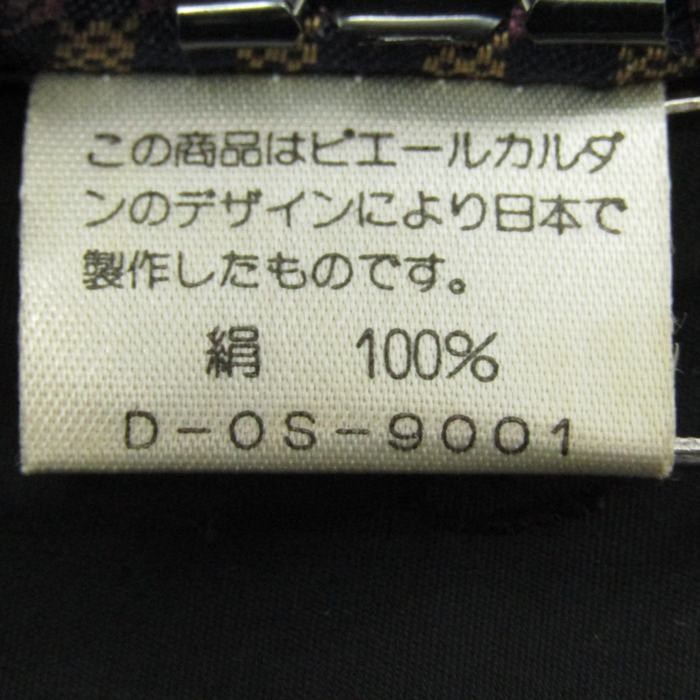 この商品はピエールカルダ
ンのデザインにより日本で
製作したものです。
絹 100%
D-OS-9001